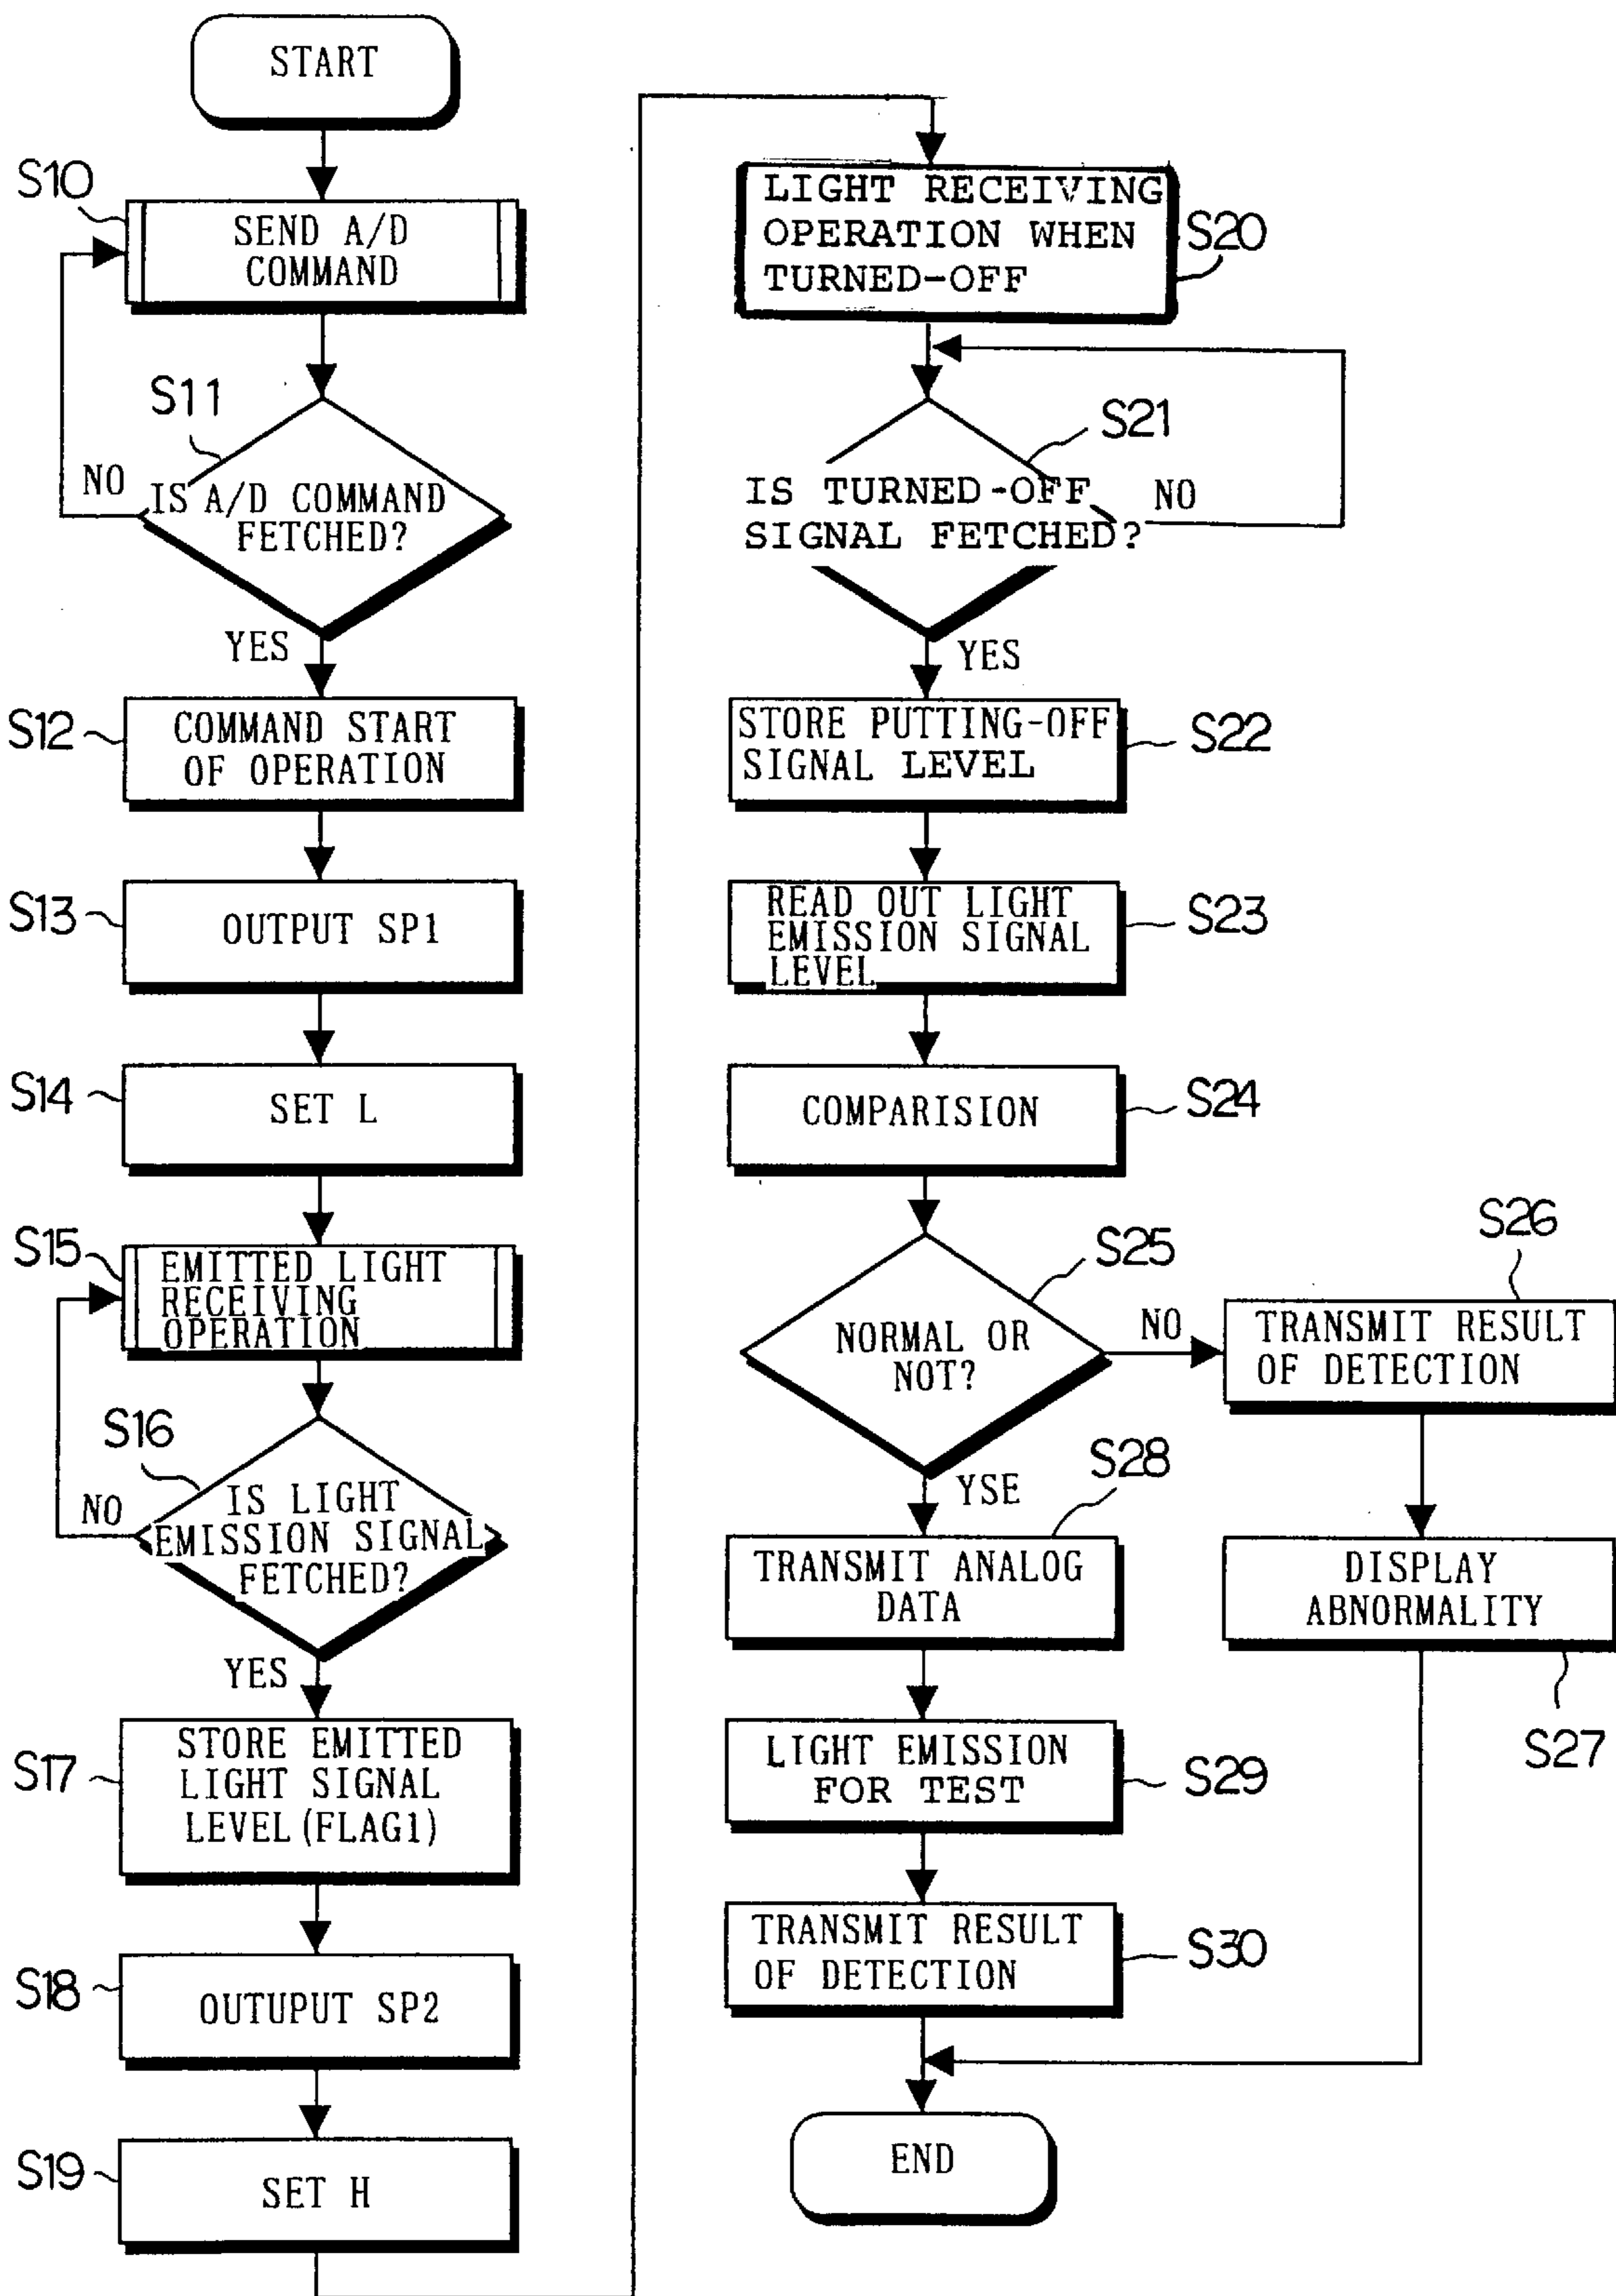 START
S10
SEND A/D
COMMAND
S11
NO
IS A/D COMMAND
FETCHED?
YES
S12
COMMAND START
OF OPERATION
S13
OUTPUT SP1
S14
SET L
S15
EMITTED LIGHT
RECEIVING
OPERATION
S16
NO
IS LIGHT
EMISSION SIGNAL
FETCHED?
YES
S17
STORE EMITTED
LIGHT SIGNAL
LEVEL(FLAG1)
S18
OUTUPUT SP2
S19
SET H
LIGHT RECEIVING
OPERATION WHEN
TURNED-OFF
S20
S21
IS TURNED-OFF
SIGNAL FETCHED?
NO
YES
STORE PUTTING-OFF
SIGNAL LEVEL
S22
READ OUT LIGHT
EMISSION SIGNAL
LEVEL
S23
COMPARISION
S24
S25
NORMAL OR
NOT?
NO
S26
TRANSMIT RESULT
OF DETECTION
DISPLAY
ABNORMALITY
S27
YSE
S28
TRANSMIT ANALOG
DATA
LIGHT EMISSION
FOR TEST
S29
TRANSMIT RESULT
OF DETECTION
S30
END